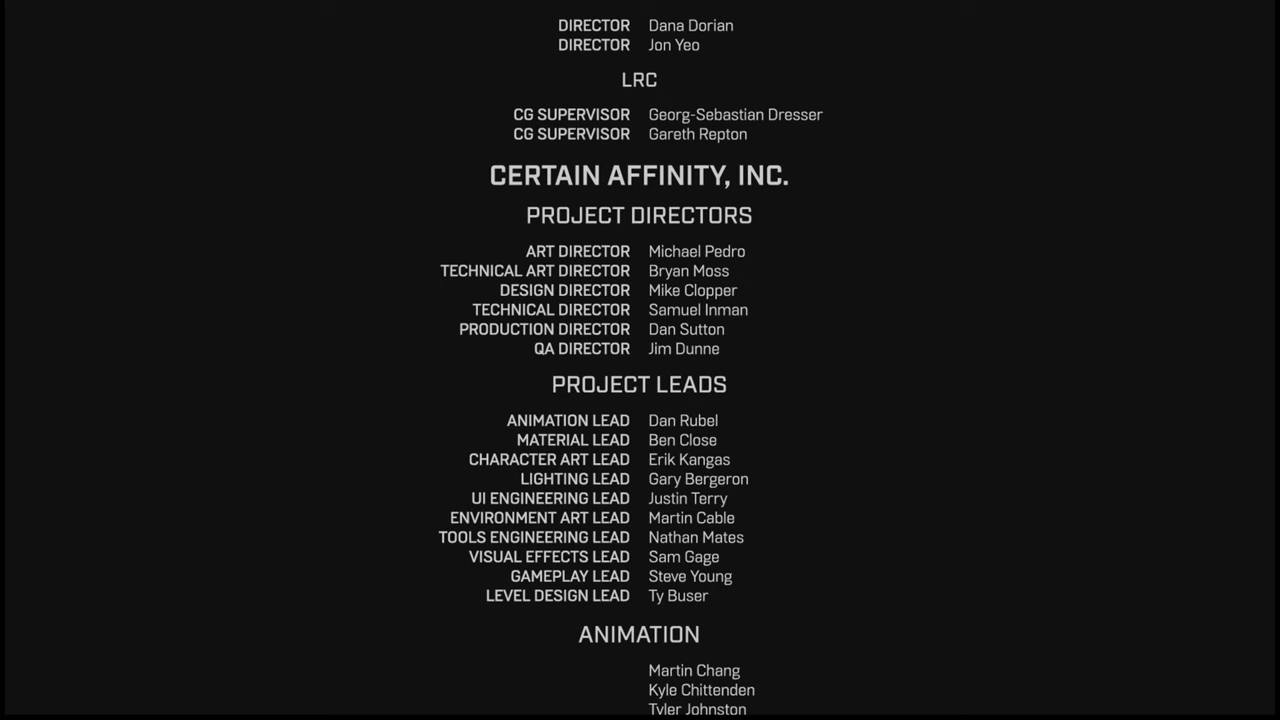 DIRECTOR Dana Dorian
DIRECTOR Jon Yeo
LRC
CG SUPERVISOR Georg-Sebastian Dresser
CG SUPERVISOR Gareth Repton
CERTAIN AFFINITY, INC.
PROJECT DIRECTORS
ART DIRECTOR Michael Pedro
TECHNICAL ART DIRECTOR Bryan Moss
DESIGN DIRECTOR Mike Clopper
TECHNICAL DIRECTOR Samuel Inman
PRODUCTION DIRECTOR Dan Sutton
QA DIRECTOR Jim Dunne
PROJECT LEADS
ANIMATION LEAD Dan Rubel
MATERIAL LEAD Ben Close
CHARACTER ART LEAD Erik Kangas
LIGHTING LEAD Gary Bergeron
UI ENGINEERING LEAD Justin Terry
ENVIRONMENT ART LEAD Martin Cable
TOOLS ENGINEERING LEAD Nathan Mates
VISUAL EFFECTS LEAD Sam Gage
GAMEPLAY LEAD Steve Young
LEVEL DESIGN LEAD Ty Buser
ANIMATION
Martin Chang
Kyle Chittenden
Tyler Johnston